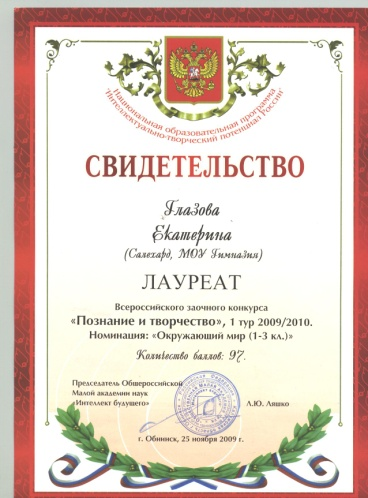 Национальная образовательная программа
"Интеллектуально-творческий потенциал России"
СВИДЕТЕЛЬСТВО
Глазова
Екатерина
(Салехард, МОУ Гимназия)
ЛАУРЕАТ
Всероссийского заочного конкурса
«Познание и творчество», 1 тур 2009/2010.
Номинация: «Окружающий мир (1-3 кл.)»
Количество баллов: 97.
Председатель Общероссийской
Малой академии наук
«Интеллект будущего»
Л.Ю. Ляшко
г. Обнинск, 25 ноября 2009 г.